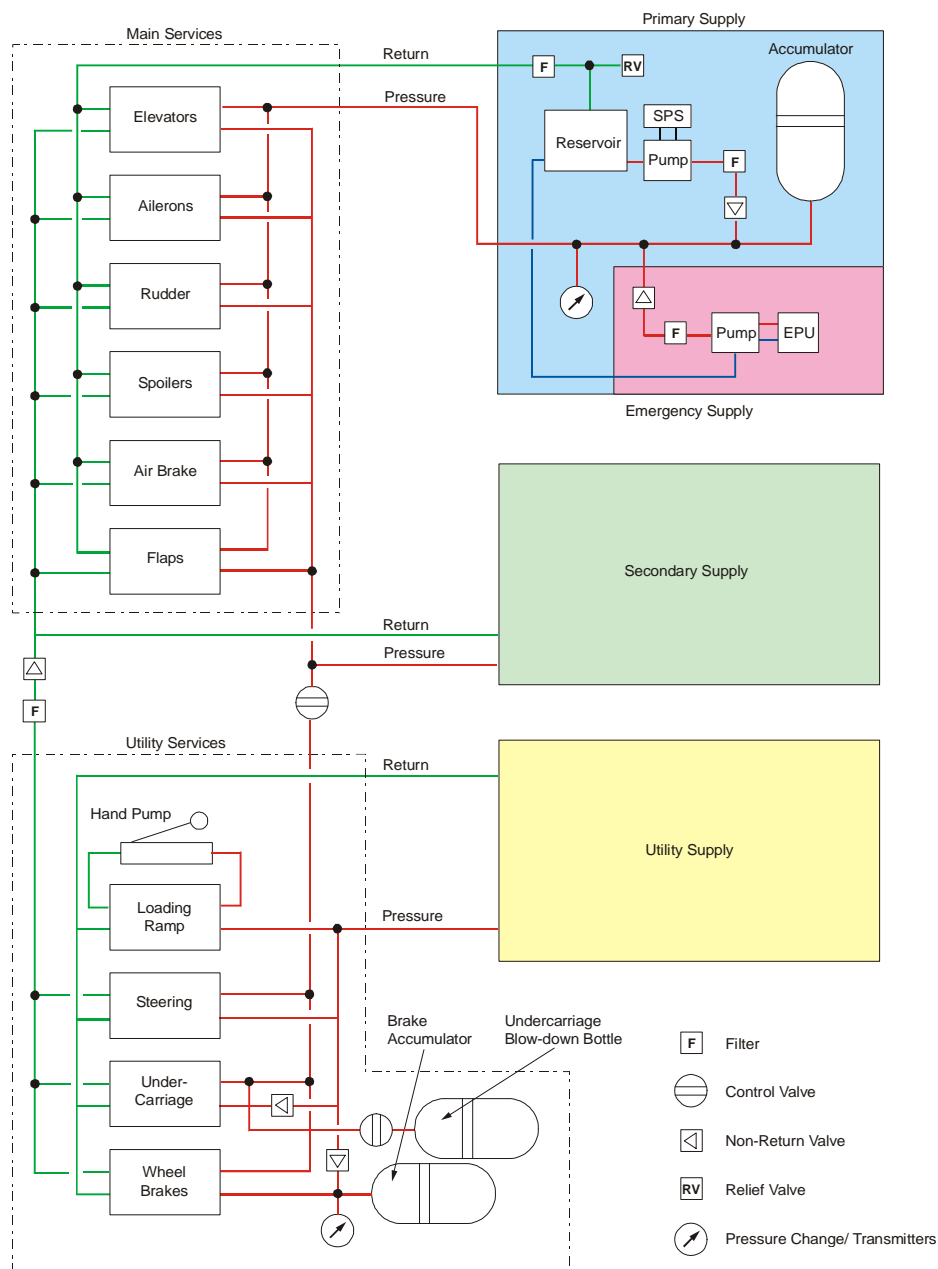 Main Services
Primary Supply
Return
F
RV
Accumulator
Pressure
Elevators
SPS
Reservoir
Pump
F
Ailerons
Rudder
F
Pump
EPU
Spoilers
Emergency Supply
Air Brake
Flaps
Secondary Supply
Return
Pressure
F
Utility Services
Return
Hand Pump
Utility Supply
Loading
Ramp
Pressure
Steering
Brake
Accumulator
Undercarriage
Blow-down Bottle
Under-
Carriage
Wheel
Brakes
F
Filter
Control Valve
Non-Return Valve
RV
Relief Valve
Pressure Change/ Transmitters